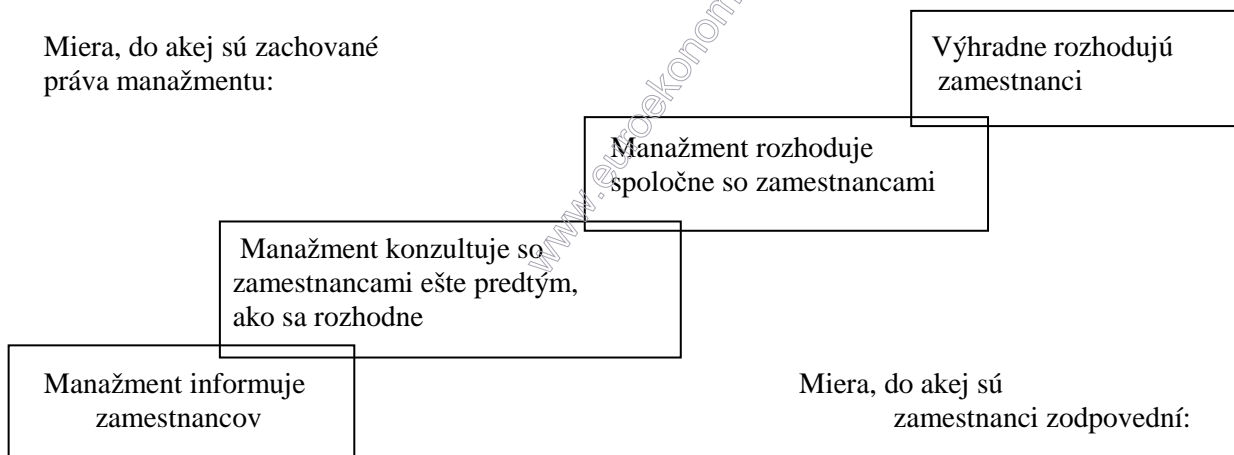 Miera, do akej sú zachované
práva manažmentu:
Výhradne rozhodujú
zamestnanci
Manažment rozhoduje
spoločne so zamestnancami
Manažment konzultuje so
zamestnancami ešte predtým,
ako sa rozhodne
Manažment informuje
zamestnancov
Miera, do akej sú
zamestnanci zodpovední: